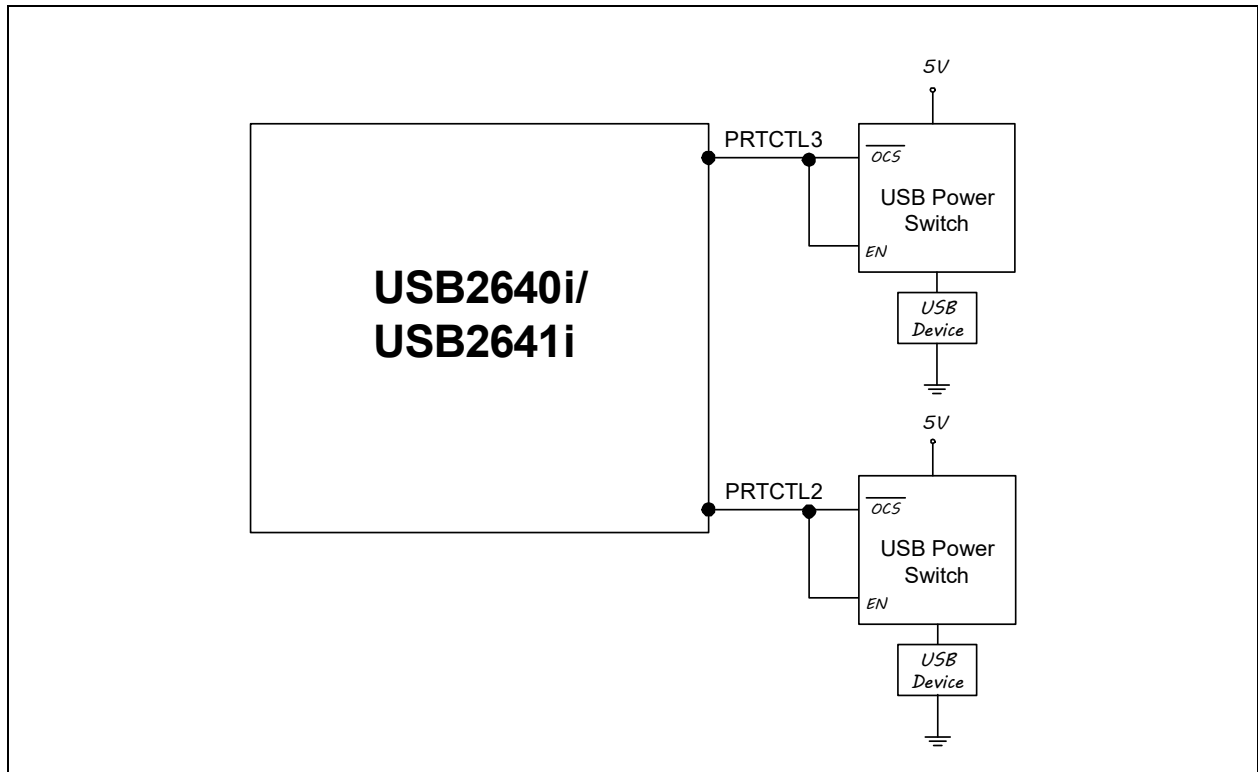 5V
PRTCTL3
OCS
USB Power
Switch
EN
USB
Device
USB2640i/
USB2641i
5V
PRTCTL2
OCS
USB Power
Switch
EN
USB
Device